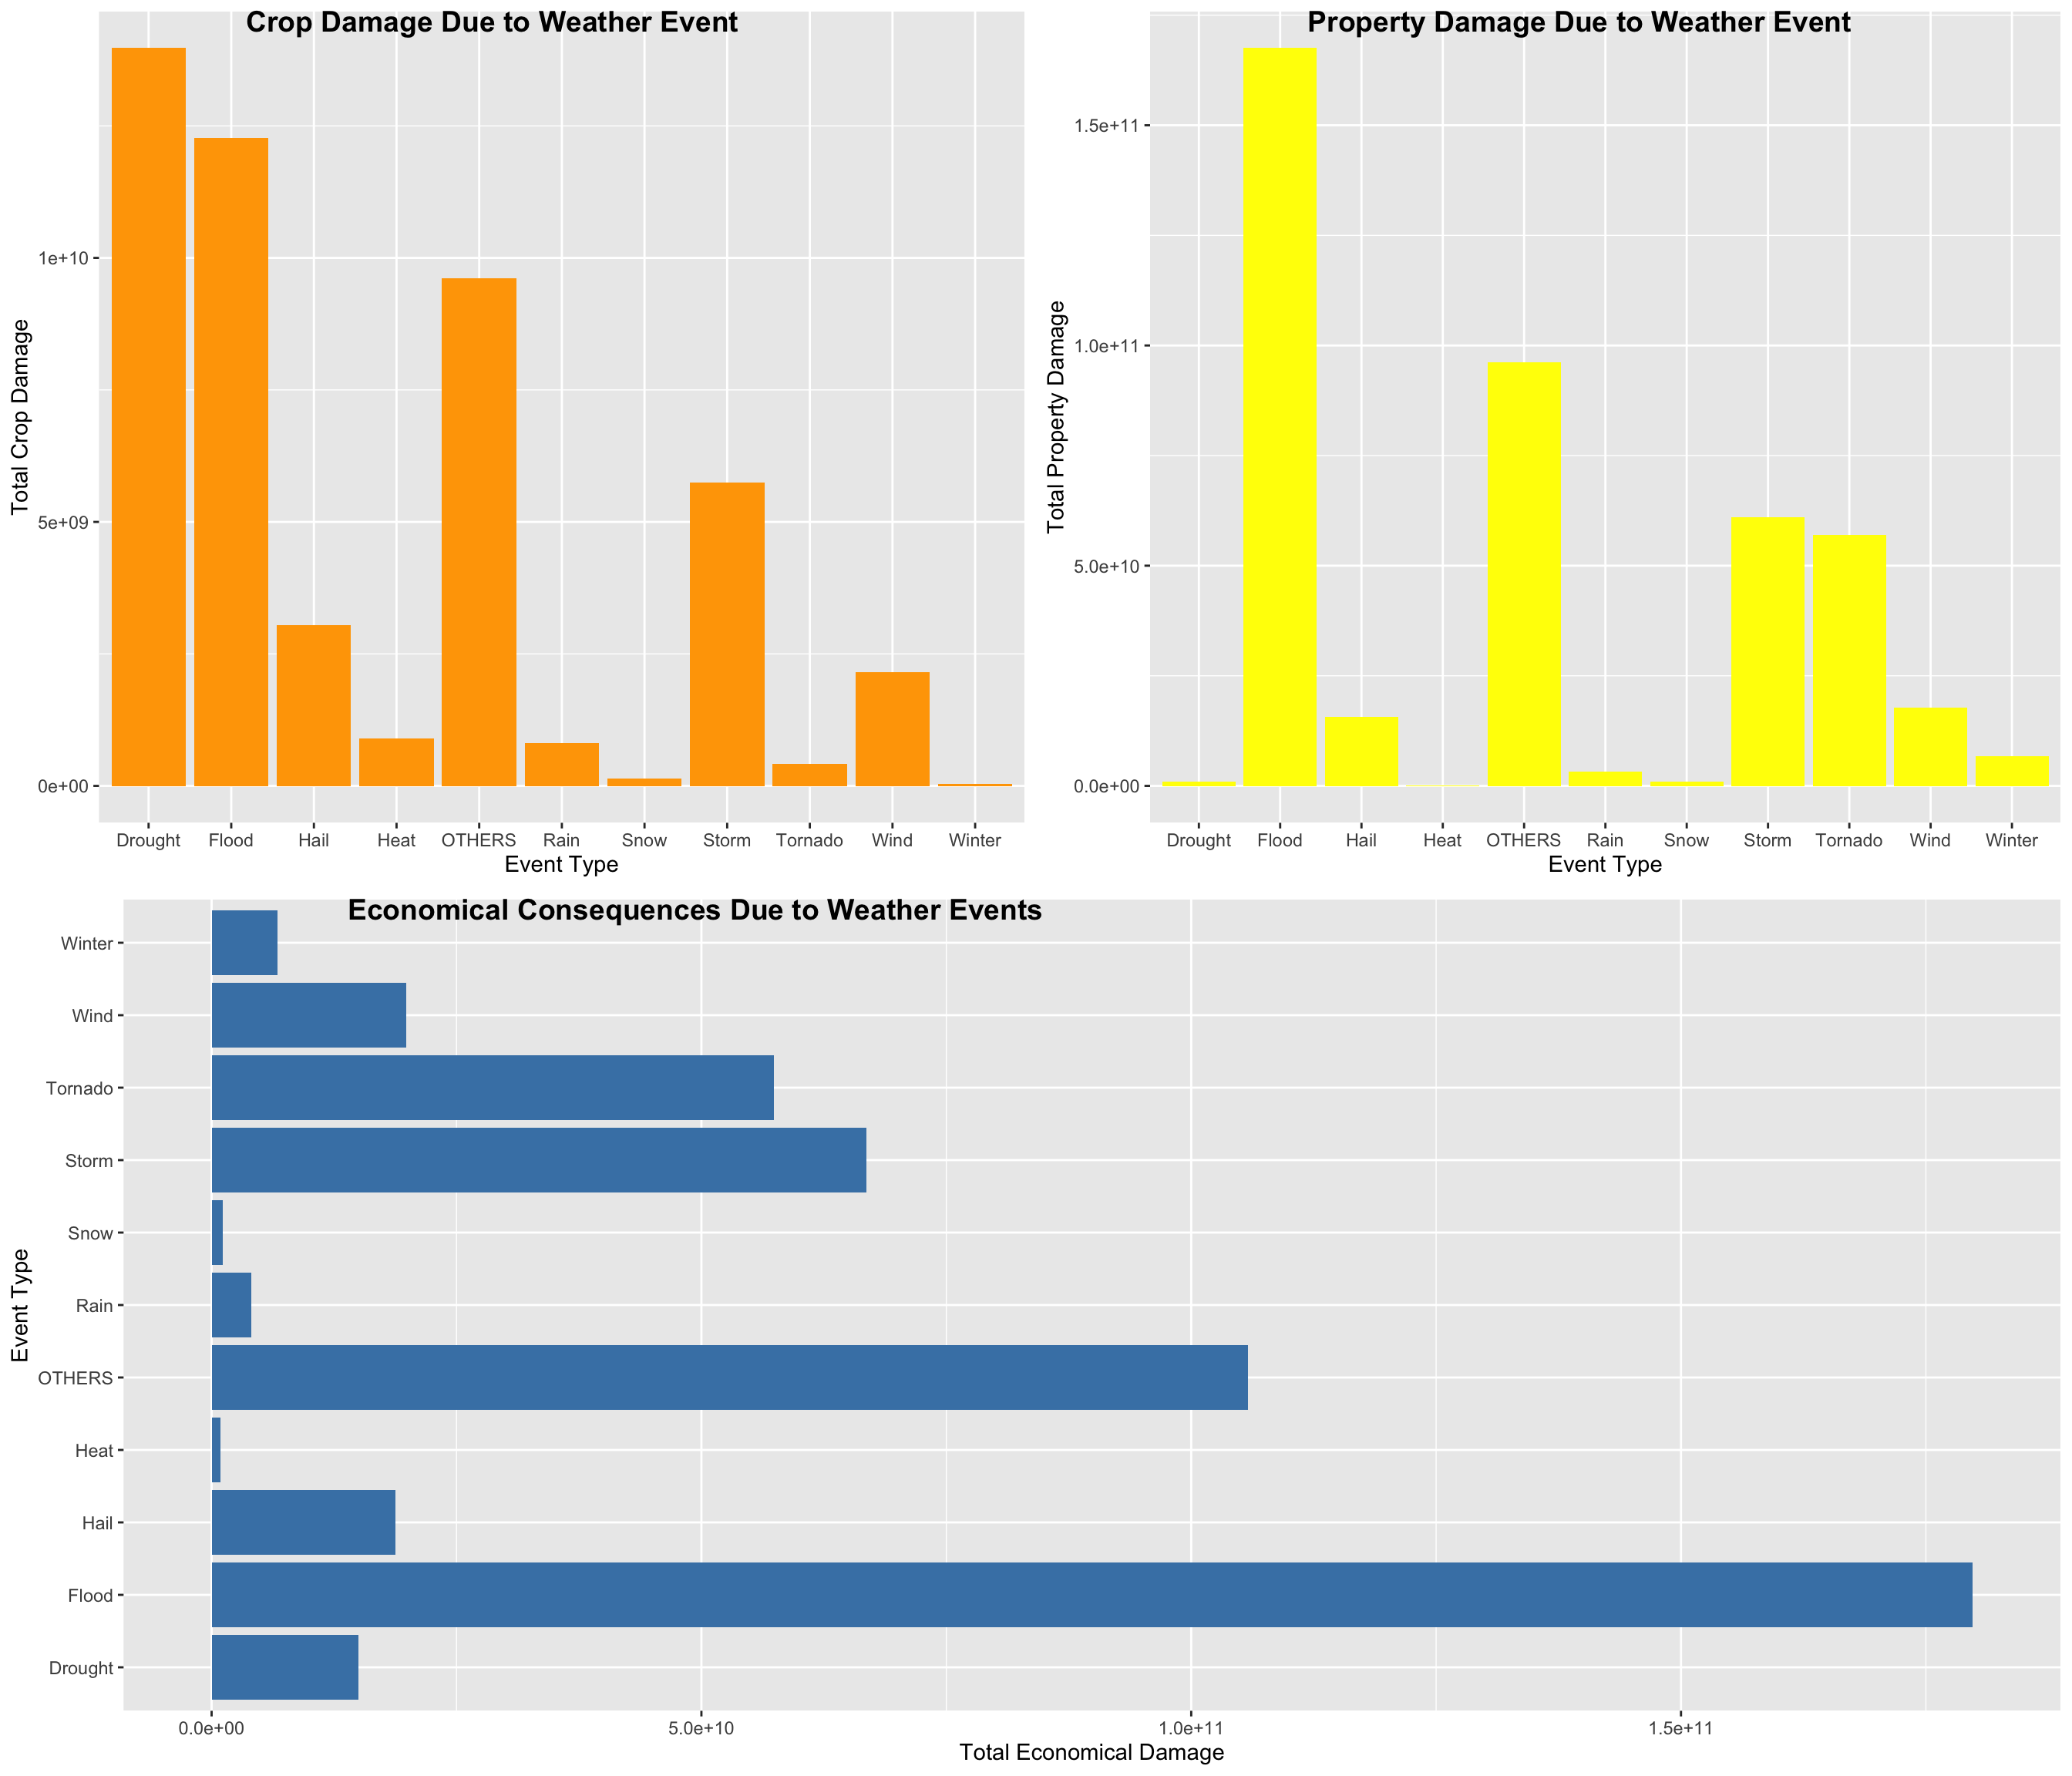 Crop Damage Due to Weather Event
Total Crop Damage
1e+10
5e+09
0e+00
Drought Flood Hail Heat OTHERS Rain Snow Storm Tornado Wind Winter
Event Type
Property Damage Due to Weather Event
Total Property Damage
1.5e+11
1.0e+11
5.0e+10
0.0e+00
Drought Flood Hail Heat OTHERS Rain Snow Storm Tornado Wind Winter
Event Type
Economical Consequences Due to Weather Events
Event Type
Winter
Wind
Tornado
Storm
Snow
Rain
OTHERS
Heat
Hail
Flood
Drought
0.0e+00 5.0e+10 1.0e+11 1.5e+11
Total Economical Damage